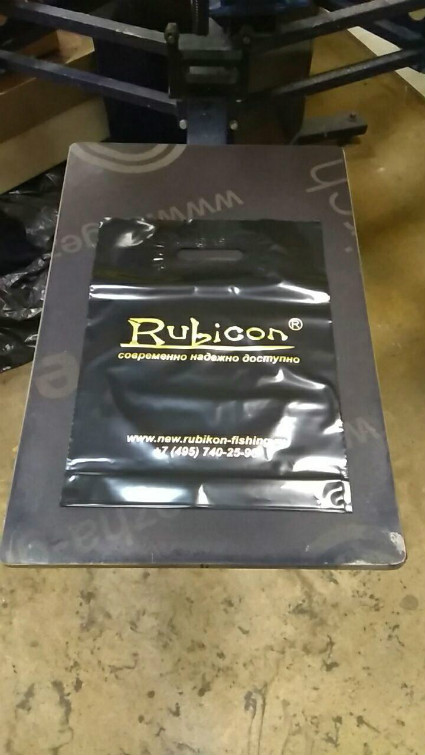 Rubicon®
современно надежно доступно
www.new.rubikon-fishing
+7 (495) 740-25-9